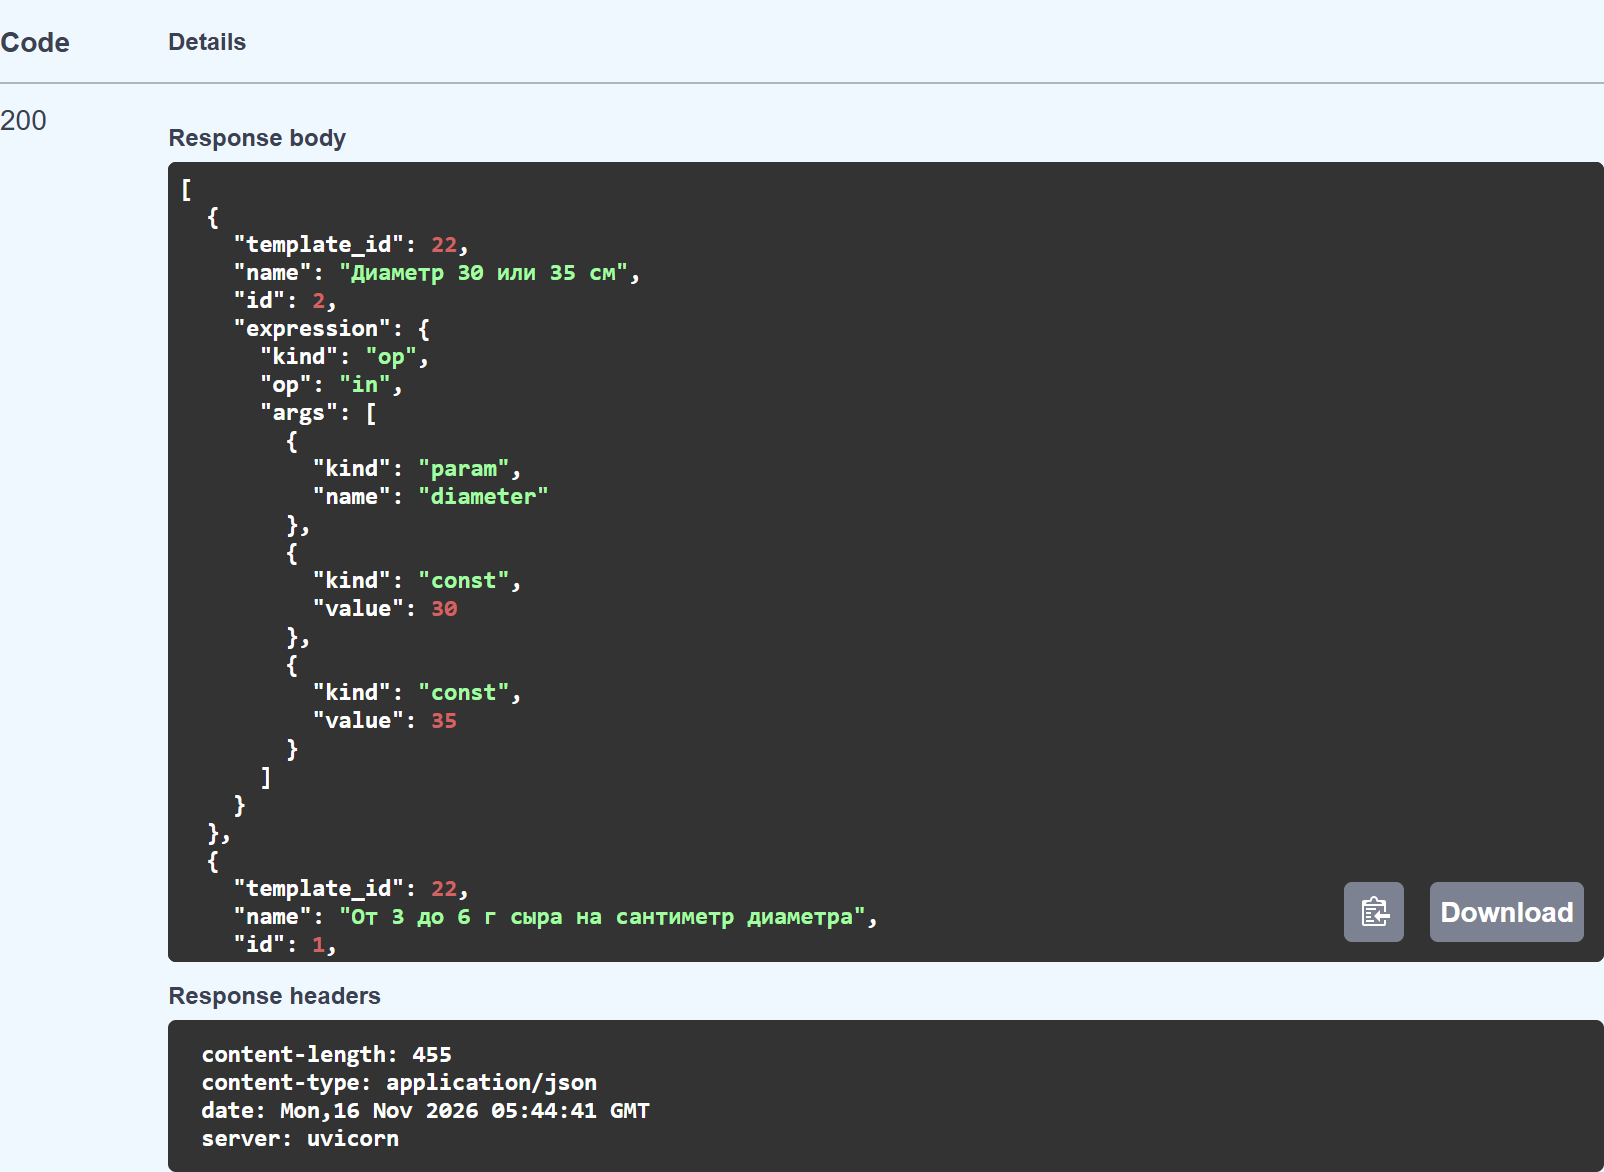 Code Details
200
Response body
[
  {
    "template_id": 22,
    "name": "Диаметр 30 или 35 см",
    "id": 2,
    "expression": {
      "kind": "op",
      "op": "in",
      "args": [
        {
          "kind": "param",
          "name": "diameter"
        },
        {
          "kind": "const",
          "value": 30
        },
        {
          "kind": "const",
          "value": 35
        }
      ]
    }
  },
  {
    "template_id": 22,
    "name": "От 3 до 6 г сыра на сантиметр диаметра",
    "id": 1,
Download
Response headers
content-length: 455
content-type: application/json
date: Mon,16 Nov 2026 05:44:41 GMT
server: uvicorn